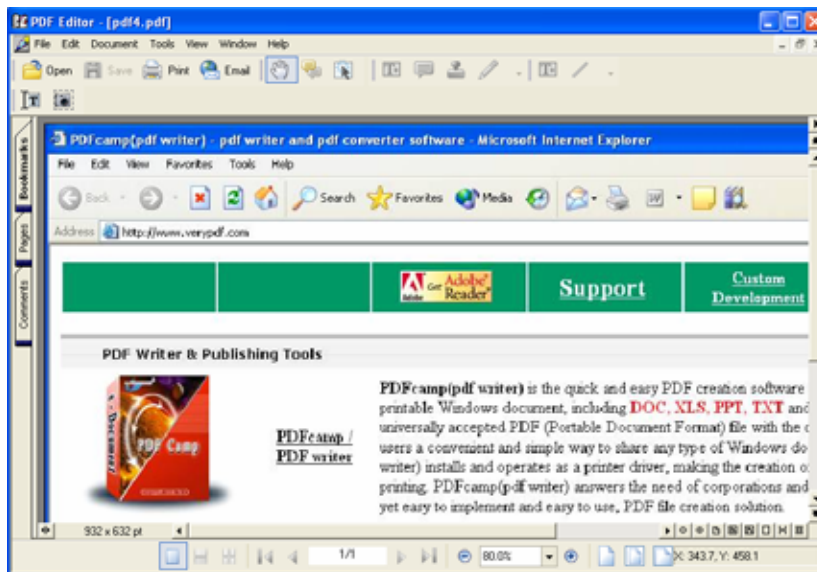 PDF Editor - [pdf4.pdf]
File Edit Document Tools View Window Help
Open Save Print Email
Bookmarks
Pages
Comments
PDFcamp(pdf writer) - pdf writer and pdf converter software - Microsoft Internet Explorer
File Edit View Favorites Tools Help
Back Search Favorites Media
Address http://www.verypdf.com
Get Adobe® Reader®
Adobe
Support
Custom
Development
PDF Writer & Publishing Tools
PDF Camp
PDFcamp /
PDF writer
PDFcamp(pdf writer) is the quick and easy PDF creation software
printable Windows document, including DOC, XLS, PPT, TXT and
universally accepted PDF (Portable Document Format) file with the
users a convenient and simple way to share any type of Windows do
writer) installs and operates as a printer driver, making the creation o
printing. PDFcamp(pdf writer) answers the need of corporations and
yet easy to implement and easy to use, PDF file creation solution.
932 x 632 pt
1/1 80.0% X: 343.7, Y: 458.1